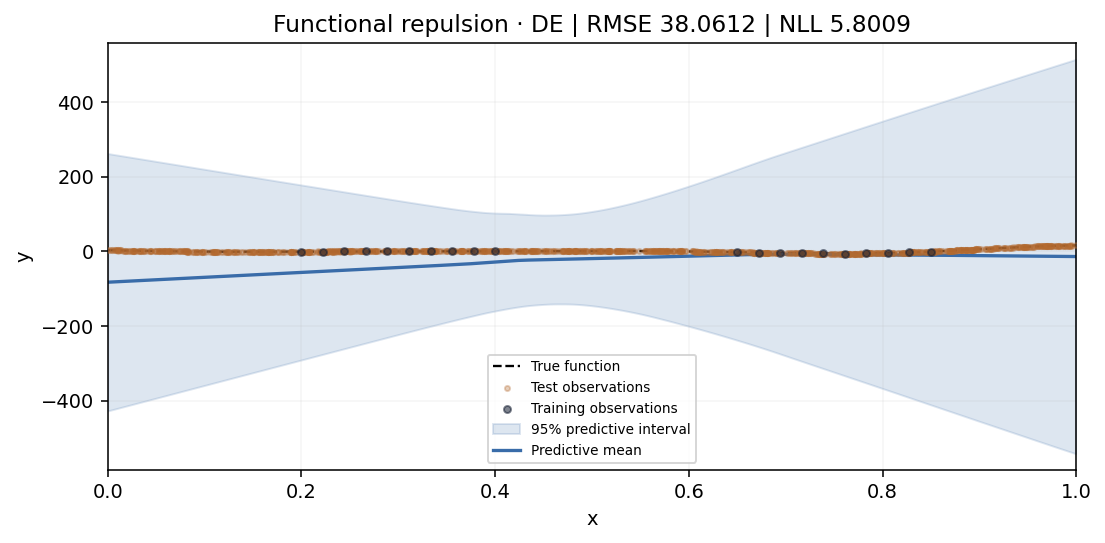 Functional repulsion · DE | RMSE 38.0612 | NLL 5.8009
y
400
200
0
−200
−400
True function
Test observations
Training observations
95% predictive interval
Predictive mean
0.0 0.2 0.4 0.6 0.8 1.0
x